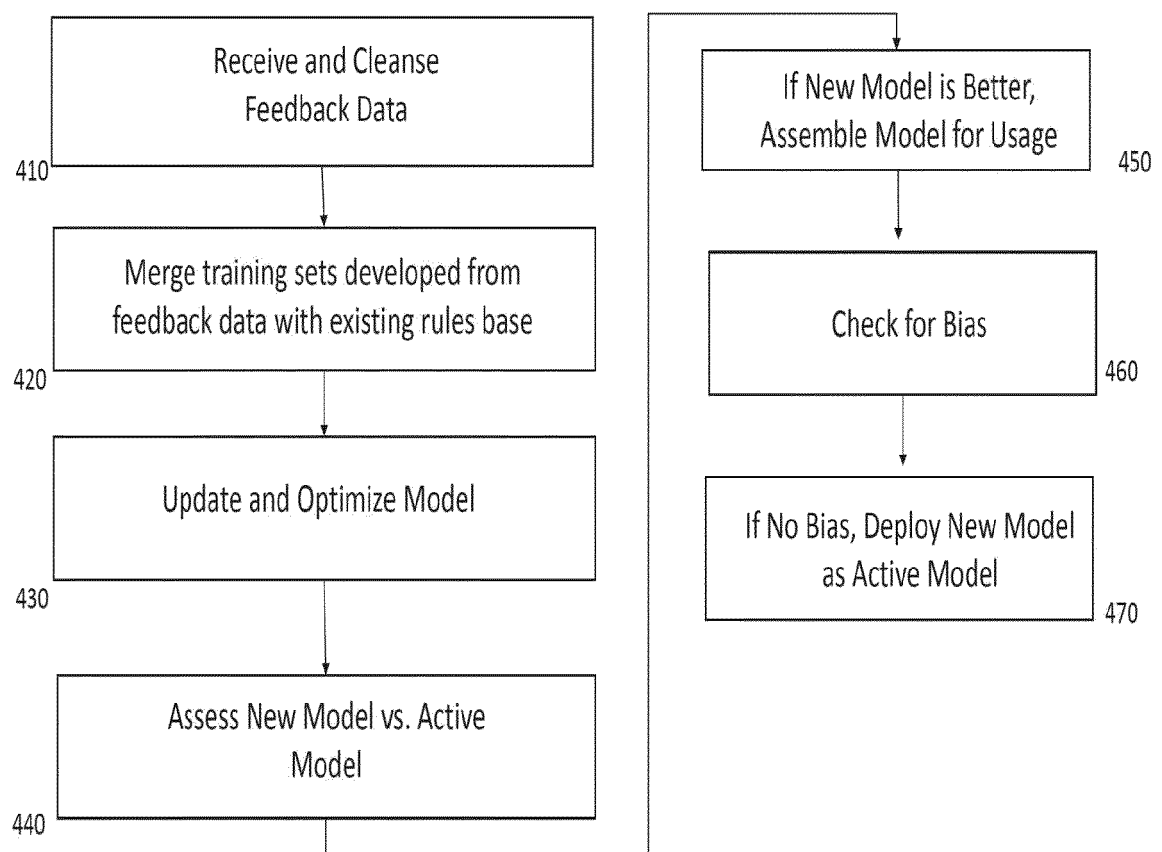 Receive and Cleanse
Feedback Data
410
Merge training sets developed from
feedback data with existing rules base
420
Update and Optimize Model
430
Assess New Model vs. Active
Model
440
If New Model is Better,
Assemble Model for Usage
450
Check for Bias
460
If No Bias, Deploy New Model
as Active Model
470